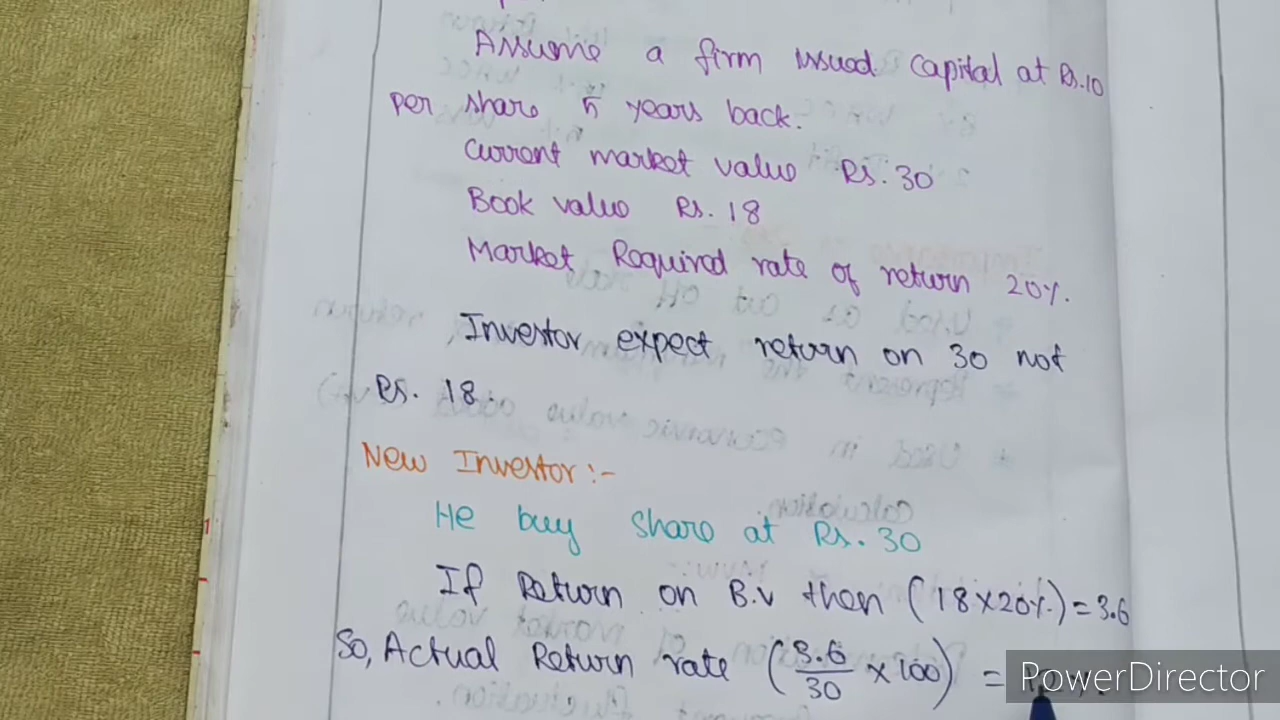 Assume a firm issued capital at Rs.10
per share 5 years back.
Current market value Rs. 30
Book value Rs. 18
Market Required rate of return 20%.
Investor expect return on 30 not
Rs. 18.
New Investor :-
He buy share at Rs. 30
If Return on B.V then (18×20%) = 3.6
So, Actual Return rate (3.6/30 × 100) =
PowerDirector